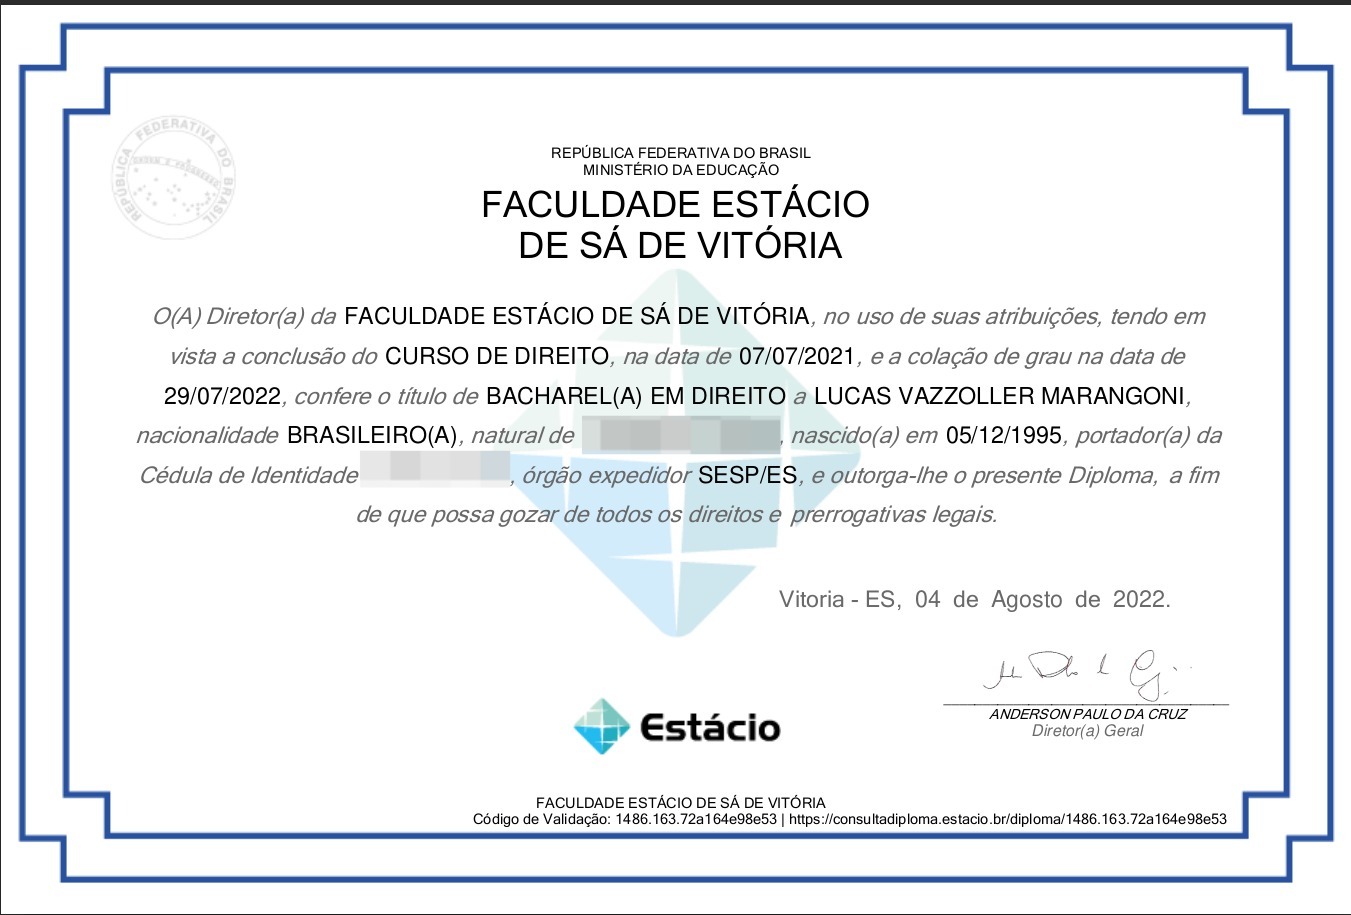 REPÚBLICA FEDERATIVA DO BRASIL
REPÚBLICA FEDERATIVA DO BRASIL
MINISTÉRIO DA EDUCAÇÃO
FACULDADE ESTÁCIO
DE SÁ DE VITÓRIA
O(A) Diretor(a) da FACULDADE ESTÁCIO DE SÁ DE VITÓRIA, no uso de suas atribuições, tendo em
vista a conclusão do CURSO DE DIREITO, na data de 07/07/2021, e a colação de grau na data de
29/07/2022, confere o título de BACHAREL(A) EM DIREITO a LUCAS VAZZOLLER MARANGONI,
nacionalidade BRASILEIRO(A), natural de , nascido(a) em 05/12/1995, portador(a) da
Cédula de Identidade , órgão expedidor SESP/ES, e outorga-lhe o presente Diploma, a fim
de que possa gozar de todos os direitos e prerrogativas legais.
Vitoria - ES, 04 de Agosto de 2022.
ANDERSON PAULO DA CRUZ
Diretor(a) Geral
Estácio
FACULDADE ESTÁCIO DE SÁ DE VITÓRIA
Código de Validação: 1486.163.72a164e98e53 | https://consultadiploma.estacio.br/diploma/1486.163.72a164e98e53